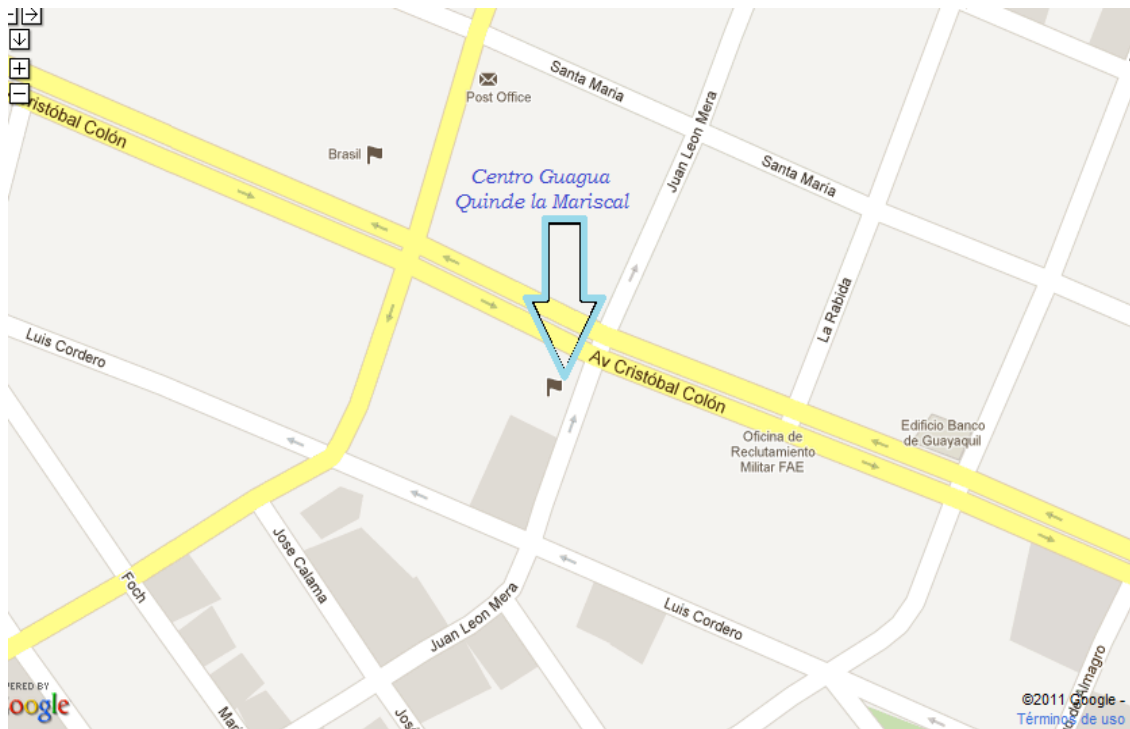 Santa Maria
Post Office
Cristóbal Colón
Juan Leon Mera
Brasil
Santa Maria
Centro Guagua
Quinde la Mariscal
La Rabida
Luis Cordero
Av Cristóbal Colón
Edificio Banco
de Guayaquil
Oficina de
Reclutamiento
Militar FAE
Jose Calama
Foch
Juan Leon Mera
Luis Cordero
Almagro
©2011 Google -
Términos de uso